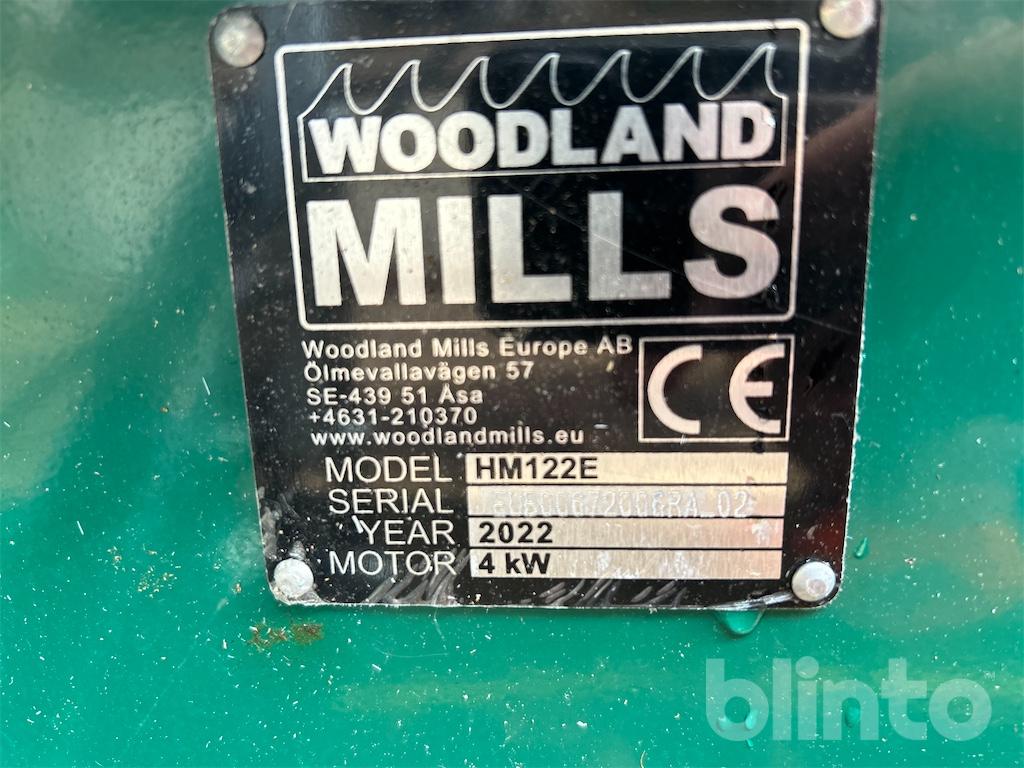 WOODLAND
MILLS
Woodland Mills Europe AB
Ölmevallavägen 57
SE-439 51 Åsa
+4631-210370
www.woodlandmills.eu
CE
MODEL HM122E
SERIAL
YEAR 2022
MOTOR 4 kW
blinto